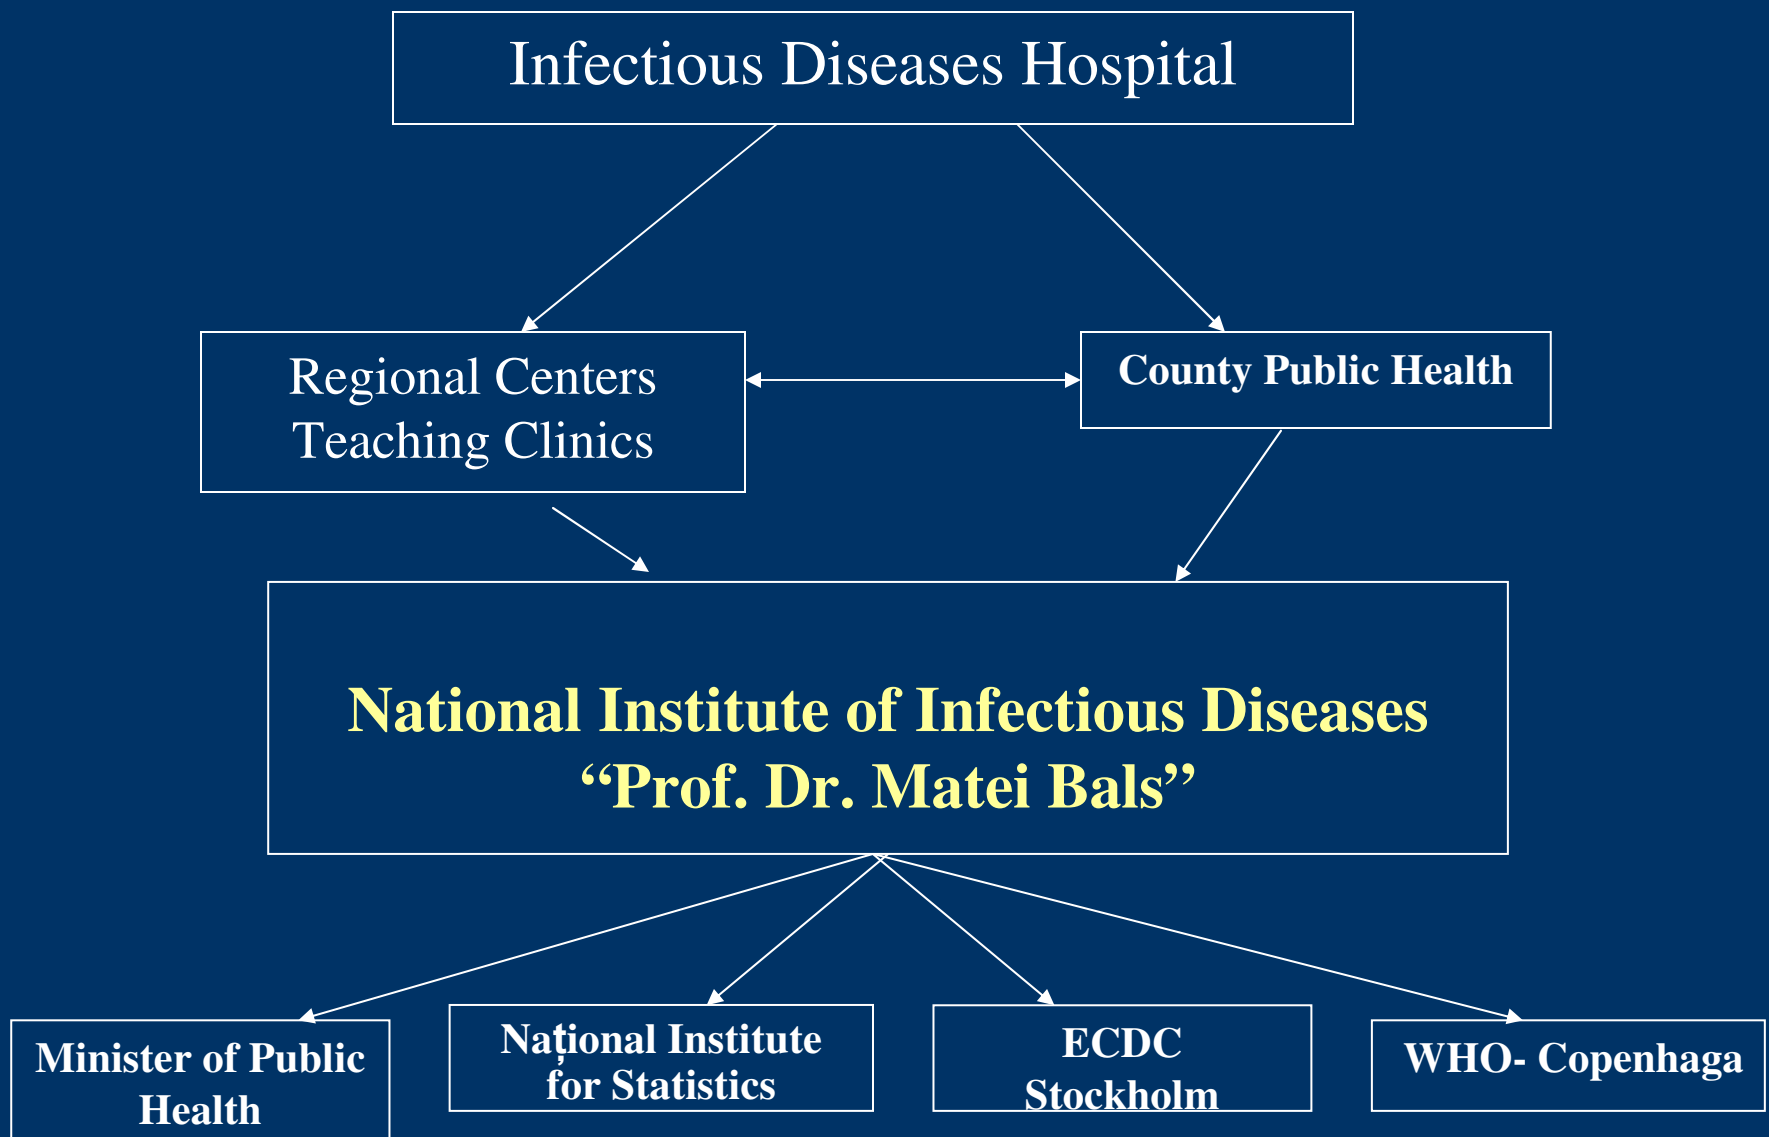 Infectious Diseases Hospital
Regional Centers
Teaching Clinics
County Public Health
National Institute of Infectious Diseases
“Prof. Dr. Matei Bals”
Minister of Public
Health
Național Institute
for Statistics
ECDC
Stockholm
WHO- Copenhaga